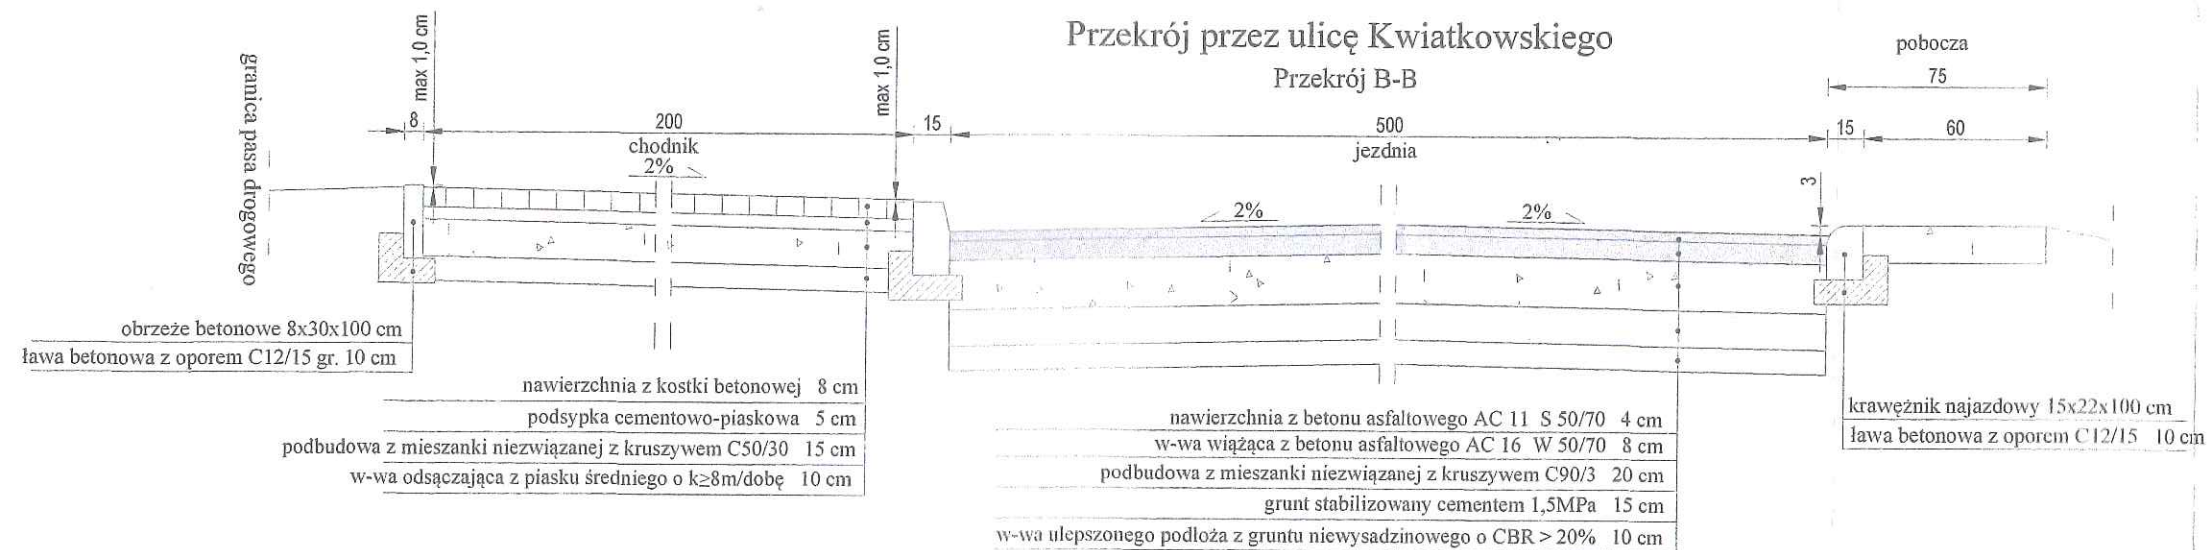 Przekrój przez ulicę Kwiatkowskiego
Przekrój B-B
pobocza
75
granica pasa drogowego
max 1,0 cm
max 1,0 cm
8
200
15
500
15
60
chodnik
jezdnia
2%
2%
2%
3
obrzeże betonowe 8x30x100 cm
ława betonowa z oporem C12/15 gr. 10 cm
nawierzchnia z kostki betonowej 8 cm
podsypka cementowo-piaskowa 5 cm
podbudowa z mieszanki niezwiązanej z kruszywem C50/30 15 cm
w-wa odsączająca z piasku średniego o k≥8m/dobę 10 cm
nawierzchnia z betonu asfaltowego AC 11 S 50/70 4 cm
w-wa wiążąca z betonu asfaltowego AC 16 W 50/70 8 cm
podbudowa z mieszanki niezwiązanej z kruszywem C90/3 20 cm
grunt stabilizowany cementem 1,5MPa 15 cm
w-wa ulepszonego podłoża z gruntu niewysadzinowego o CBR > 20% 10 cm
krawężnik najazdowy 15x22x100 cm
ława betonowa z oporem C12/15 10 cm